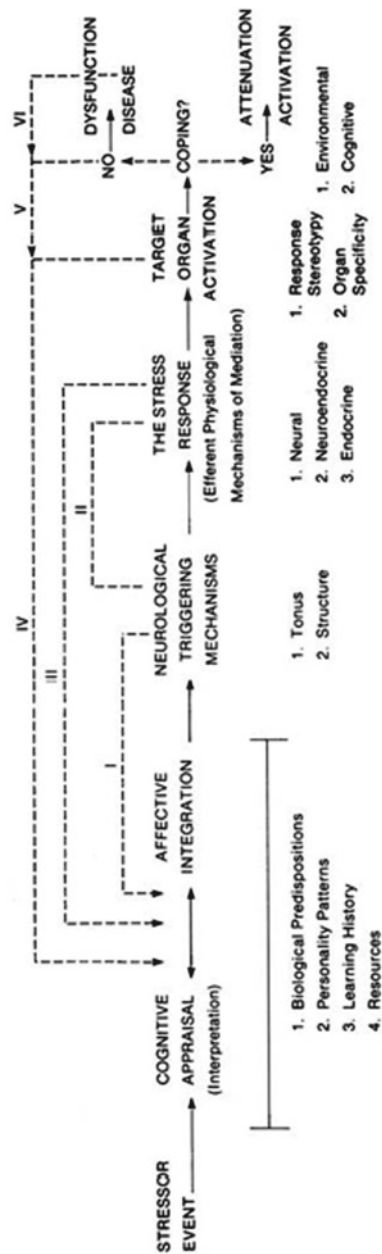 STRESSOR
EVENT
COGNITIVE
APPRAISAL
(Interpretation)
AFFECTIVE
INTEGRATION
1. Biological Predispositions
2. Personality Patterns
3. Learning History
4. Resources
NEUROLOGICAL
TRIGGERING
MECHANISMS
1. Tonus
2. Structure
THE STRESS
RESPONSE
(Efferent Physiological
Mechanisms of Mediation)
1. Neural
2. Neuroendocrine
3. Endocrine
TARGET
ORGAN
ACTIVATION
1. Response
Stereotypy
2. Organ
Specificity
COPING?
NO
DYSFUNCTION
DISEASE
YES
ATTENUATION
ACTIVATION
1. Environmental
2. Cognitive
I
II
III
IV
V
VI